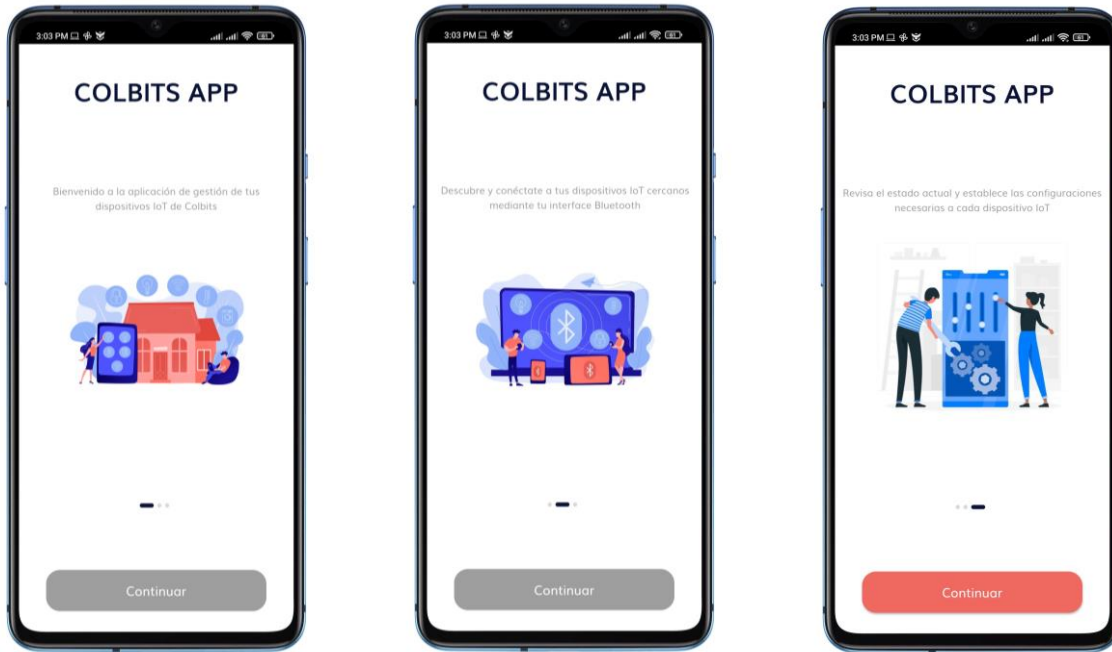 3:03 PM
COLBITS APP
Bienvenido a la aplicación de gestión de tus
dispositivos IoT de Colbits
Continuar
3:03 PM
COLBITS APP
Descubre y conéctate a tus dispositivos IoT cercanos
mediante tu interface Bluetooth
Continuar
3:03 PM
COLBITS APP
Revisa el estado actual y establece las configuraciones
necesarias a cada dispositivo IoT
Continuar